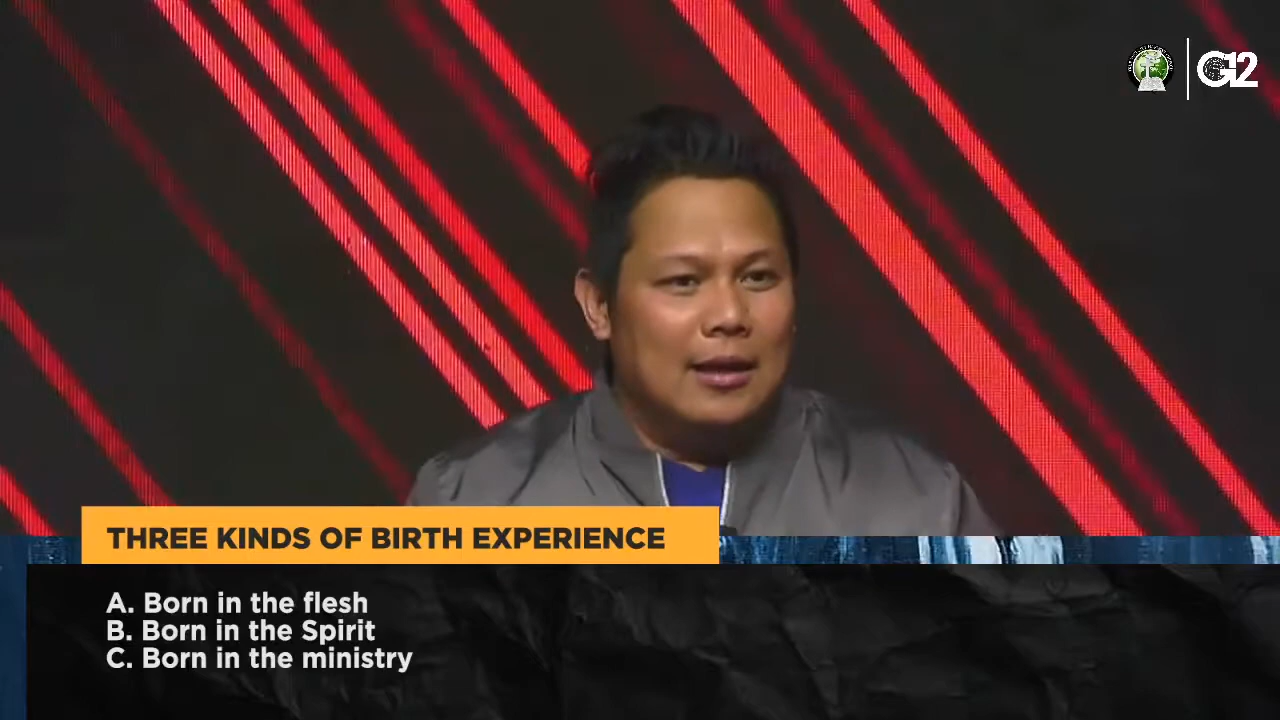 G12
THREE KINDS OF BIRTH EXPERIENCE
A. Born in the flesh
B. Born in the Spirit
C. Born in the ministry